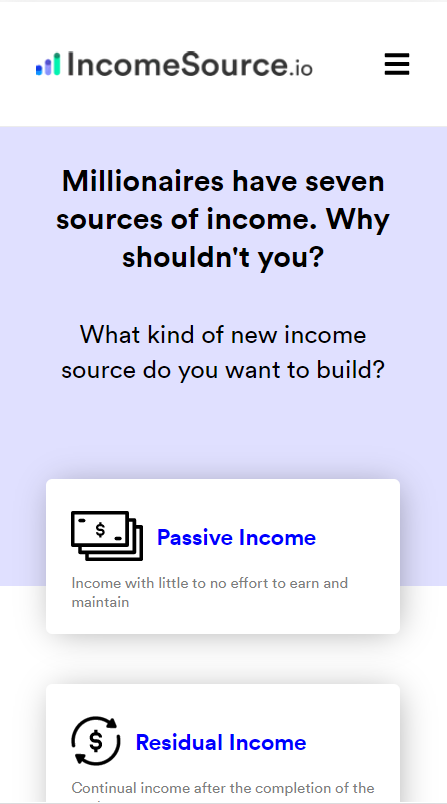 IncomeSource.io
Millionaires have seven
sources of income. Why
shouldn't you?
What kind of new income
source do you want to build?
$
Passive Income
Income with little to no effort to earn and
maintain
$
Residual Income
Continual income after the completion of the